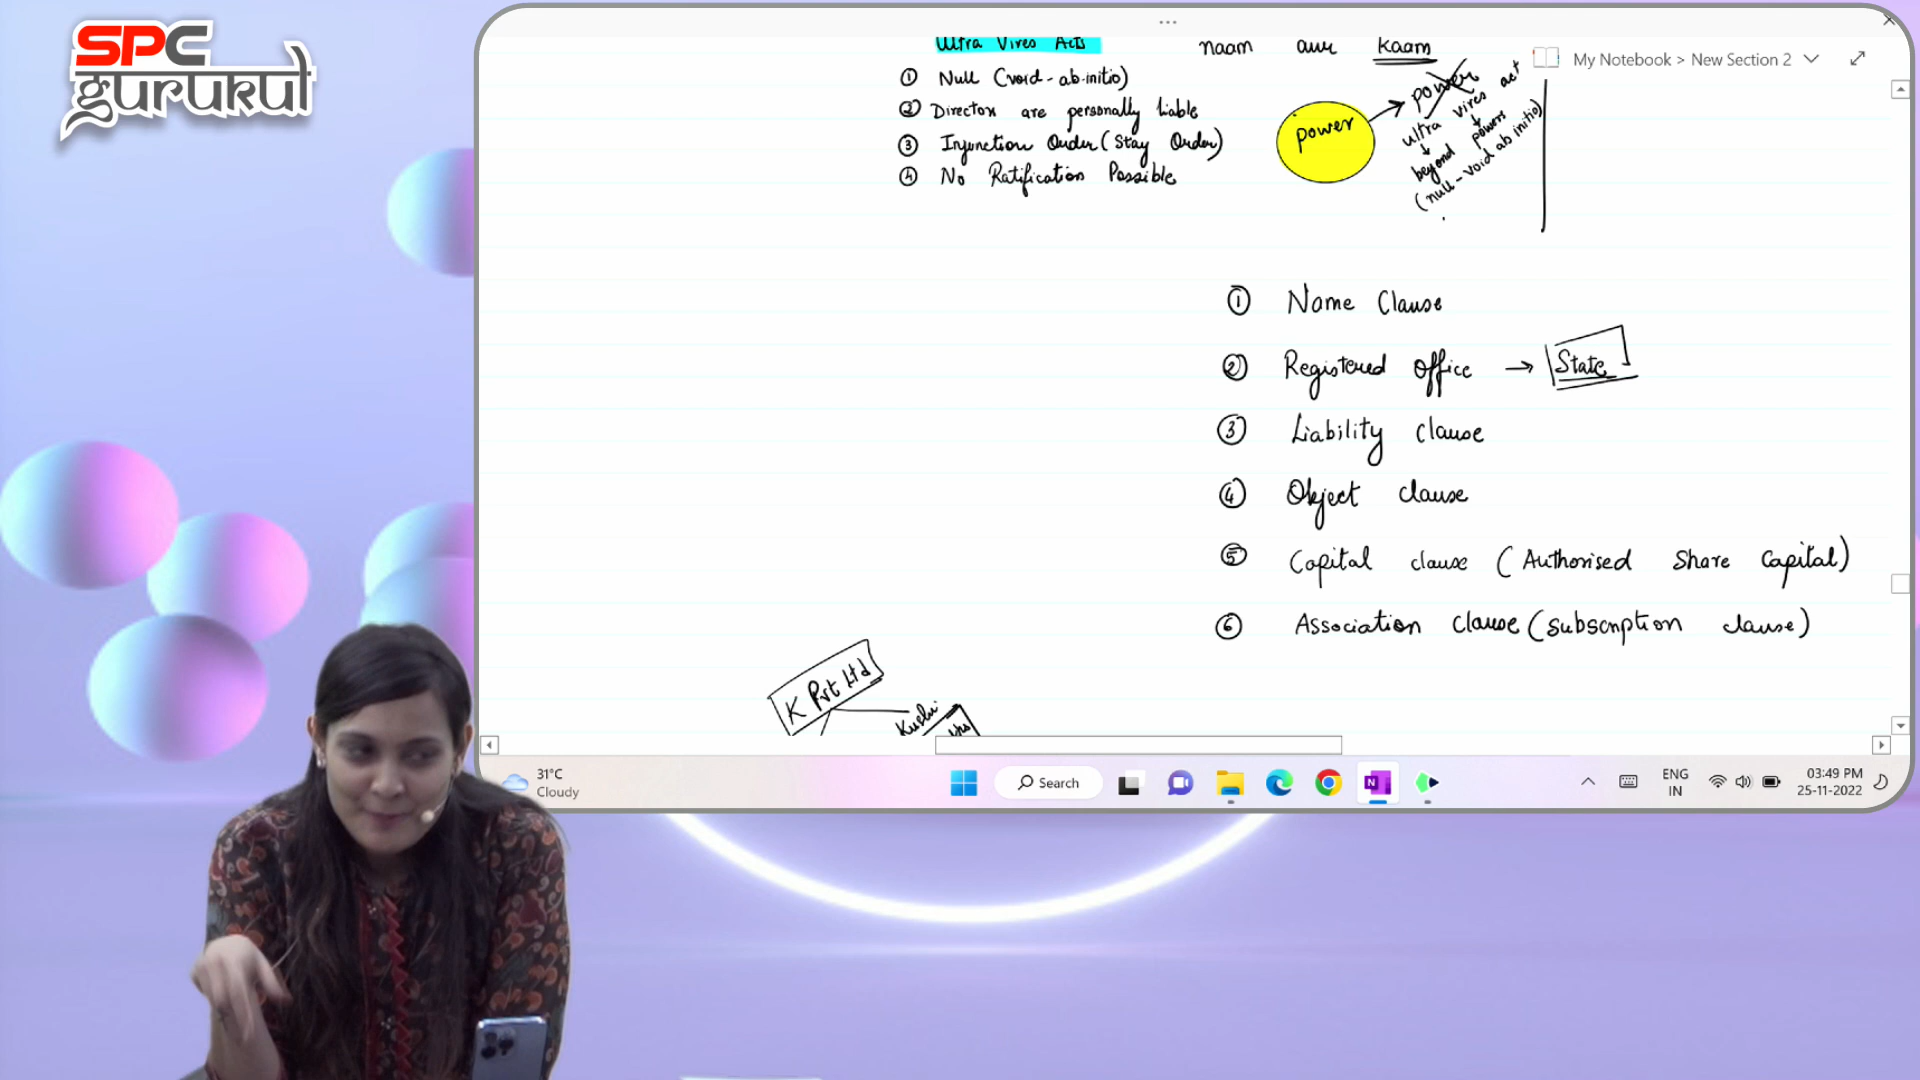 SPC
gurukul
Ultra Vires Acts
① Null (void-ab-initio)
② Director are personally liable
③ Injunction Order (Stay Order)
④ No Ratification Possible
naam aur Kaam
power
power
ultra vires act
beyond powers
(null-void ab initio)
My Notebook > New Section 2
① Name Clause
② Registered office → State
③ Liability clause
④ Object clause
⑤ Capital clause (Authorised Share Capital)
⑥ Association clause (subscription clause)
K Pvt Ltd
31°C
Cloudy
Search
ENG
IN
03:49 PM
25-11-2022